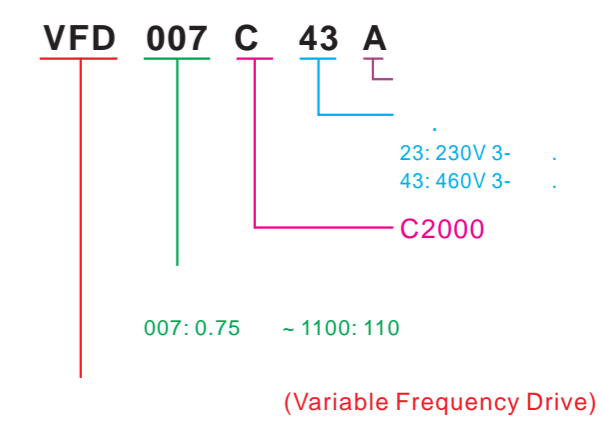 VFD 007 C 43 A
.
23: 230V 3- .
43: 460V 3- .
C2000
007: 0.75 ~ 1100: 110
(Variable Frequency Drive)